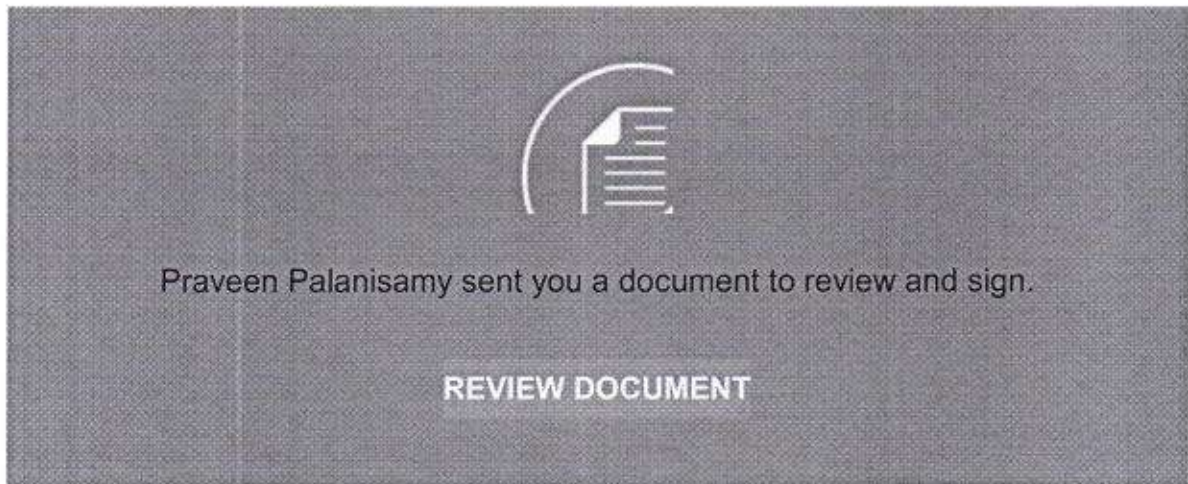 Praveen Palanisamy sent you a document to review and sign.
REVIEW DOCUMENT